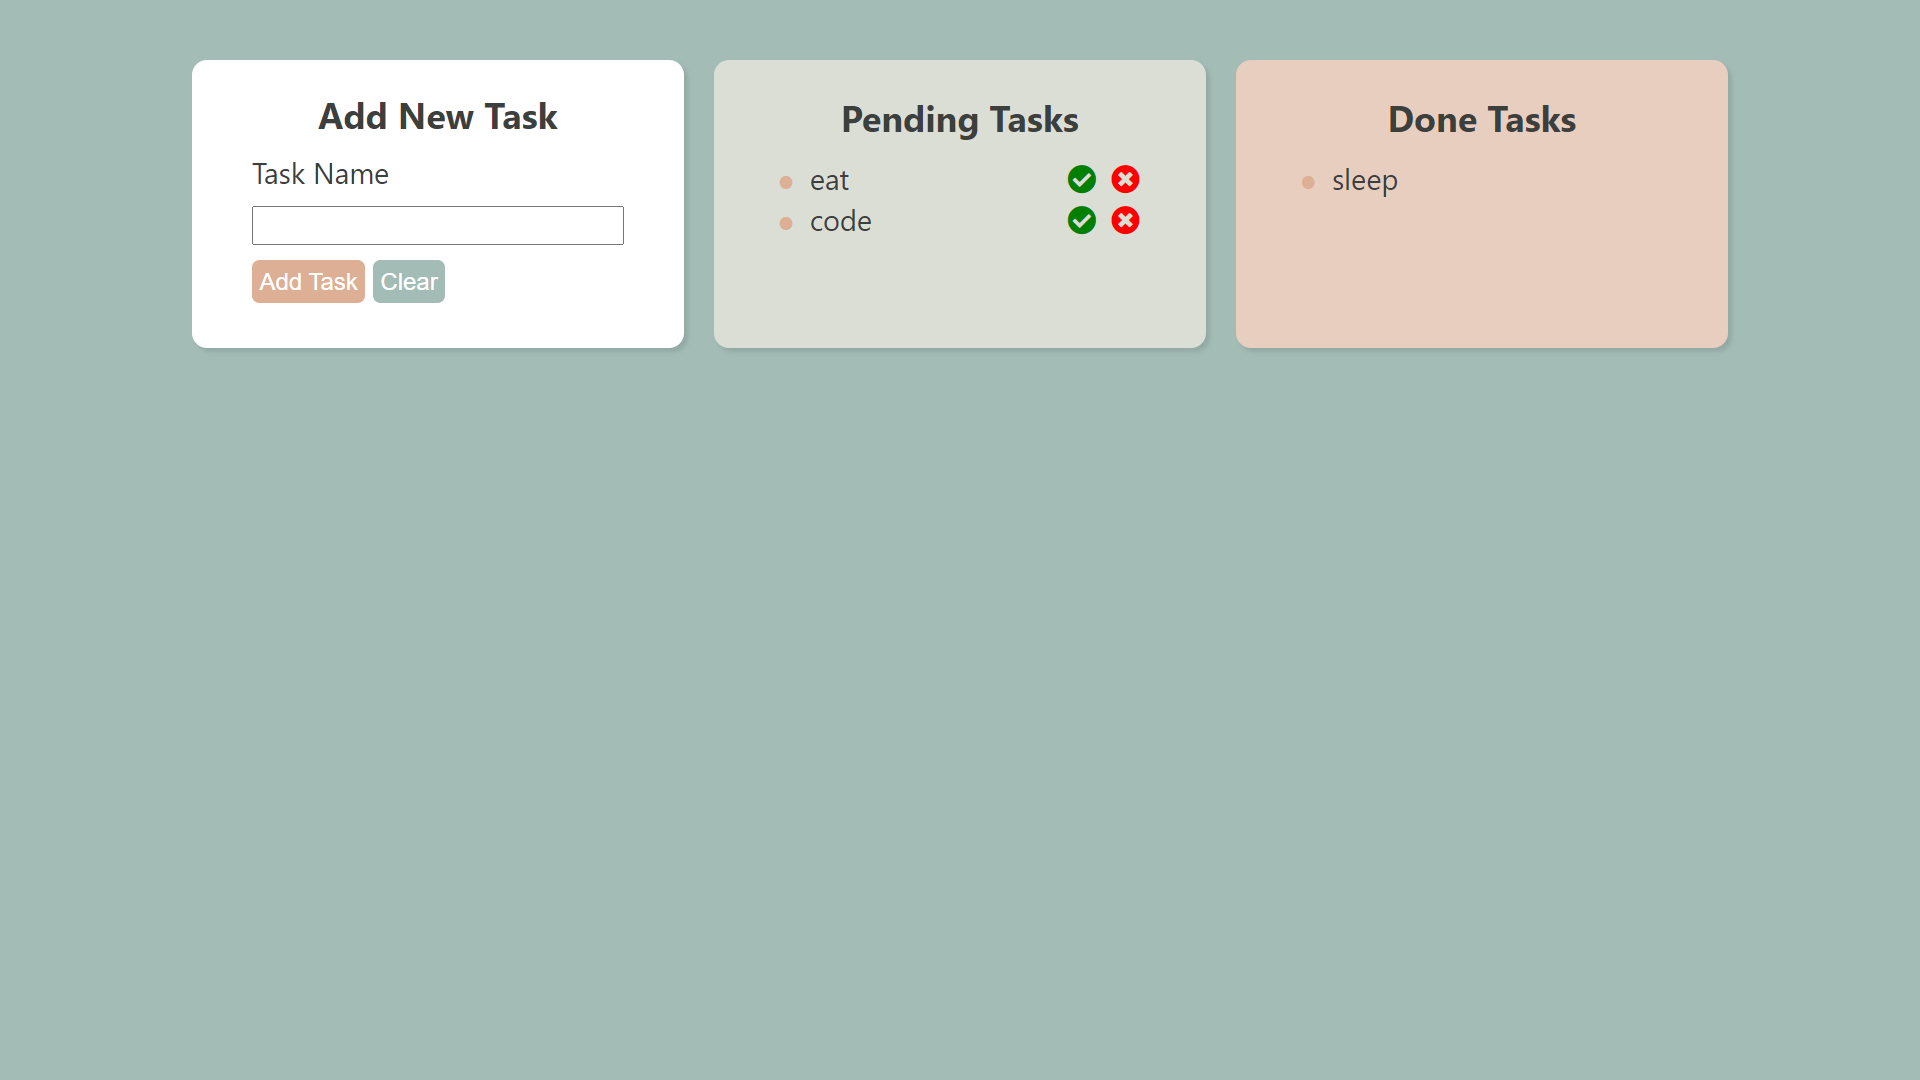 Add New Task
Task Name
Add Task
Clear
Pending Tasks
eat
code
Done Tasks
sleep